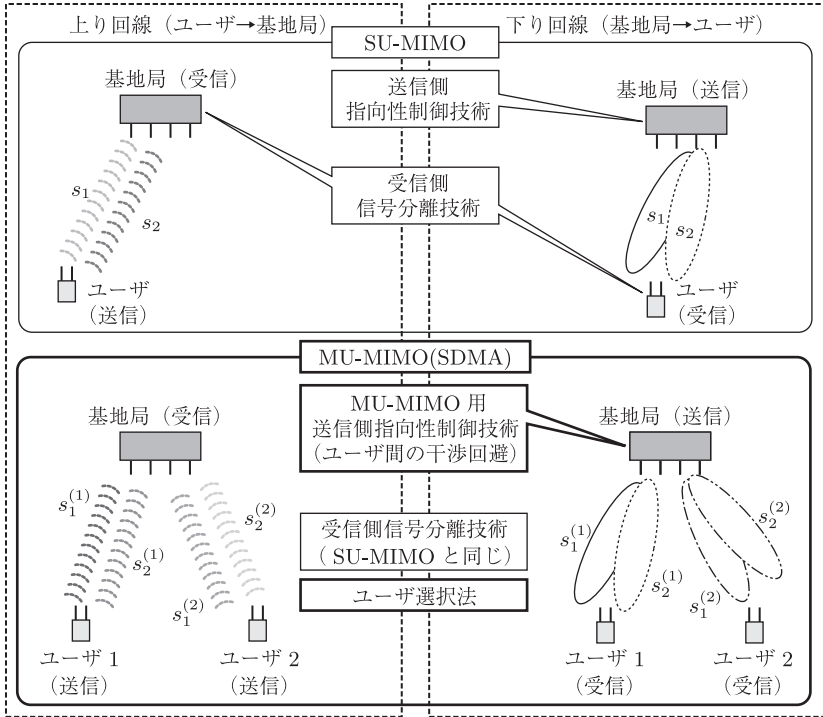 上り回線（ユーザ→基地局）
下り回線（基地局→ユーザ）
SU-MIMO
基地局（受信）
送信側
指向性制御技術
基地局（送信）
受信側
信号分離技術
s1
s2
s1
s2
ユーザ
（送信）
ユーザ
（受信）
MU-MIMO(SDMA)
基地局（受信）
MU-MIMO 用
送信側指向性制御技術
（ユーザ間の干渉回避）
基地局（送信）
s1(1)
s2(1)
s2(2)
s1(2)
受信側信号分離技術
（ SU-MIMO と同じ）
ユーザ選択法
s1(1)
s2(1)
s2(2)
s1(2)
ユーザ 1
（送信）
ユーザ 2
（送信）
ユーザ 1
（受信）
ユーザ 2
（受信）